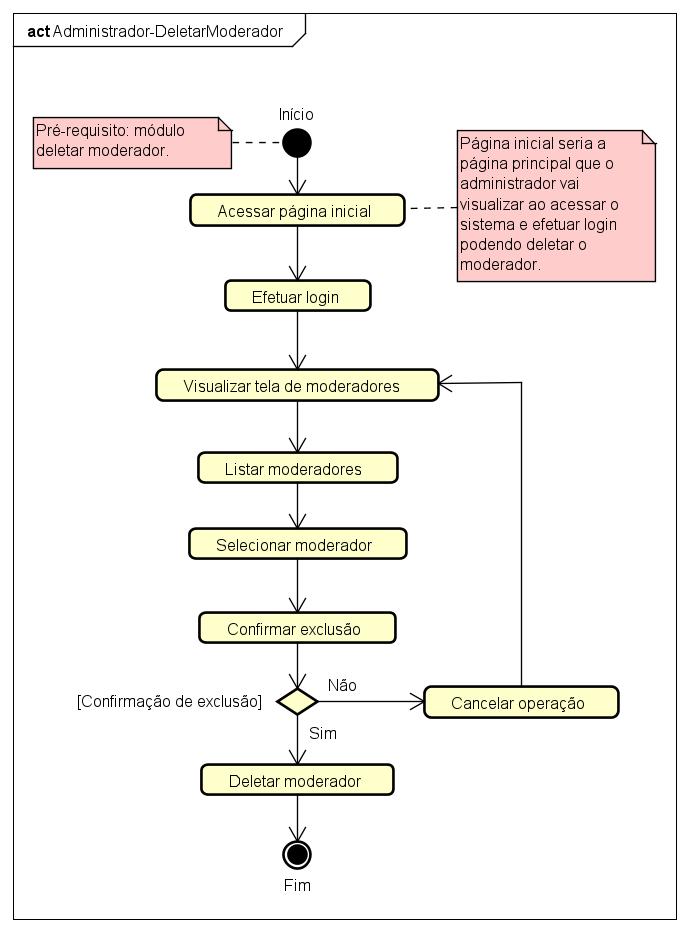 act Administrador-DeletarModerador
Início
Pré-requisito: módulo
deletar moderador.
Página inicial seria a
página principal que o
administrador vai
visualizar ao acessar o
sistema e efetuar login
podendo deletar o
moderador.
Acessar página inicial
Efetuar login
Visualizar tela de moderadores
Listar moderadores
Selecionar moderador
Confirmar exclusão
[Confirmação de exclusão]
Não
Cancelar operação
Sim
Deletar moderador
Fim